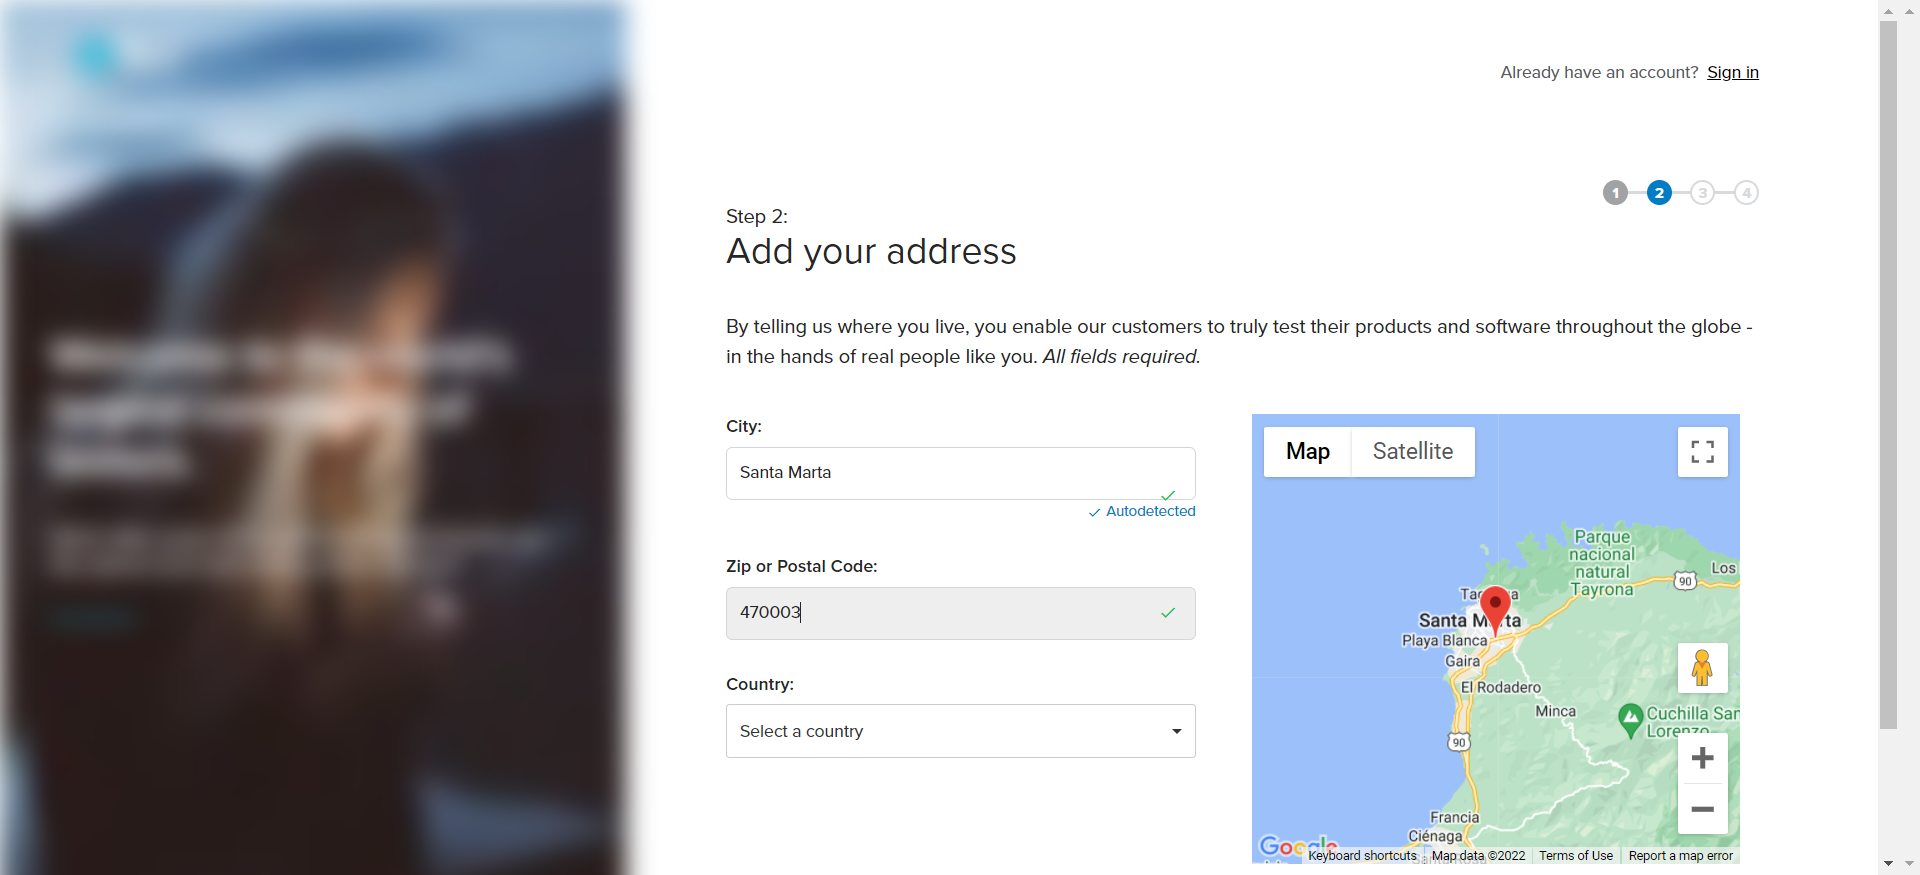 Already have an account? Sign in
1 2 3 4
Step 2:
Add your address
By telling us where you live, you enable our customers to truly test their products and software throughout the globe -
in the hands of real people like you. All fields required.
City:
Santa Marta
Autodetected
Zip or Postal Code:
470003
Country:
Select a country
Map Satellite
Parque
nacional
natural
Tayrona
Los
90
Santa Marta
Playa Blanca
Gaira
El Rodadero
Minca
Cuchilla San
Lorenzo
90
Francia
Ciénaga
Google
Keyboard shortcuts Map data ©2022 Terms of Use Report a map error